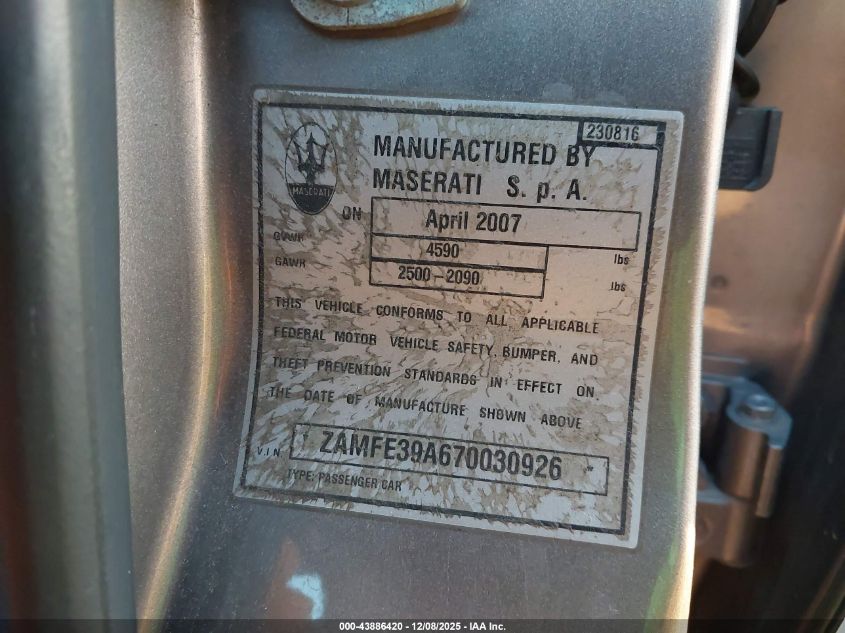 230816
MANUFACTURED BY
MASERATI S. p. A.
MASERATI
ON April 2007
GVWR 4590 lbs
GAWR 2500-2090 lbs
THIS VEHICLE CONFORMS TO ALL APPLICABLE
FEDERAL MOTOR VEHICLE SAFETY, BUMPER, AND
THEFT PREVENTION STANDARDS IN EFFECT ON
THE DATE OF MANUFACTURE SHOWN ABOVE
V.I.N. ZAMFE39A670030926 *
TYPE: PASSENGER CAR
000-43886420 - 12/08/2025 - IAA Inc.